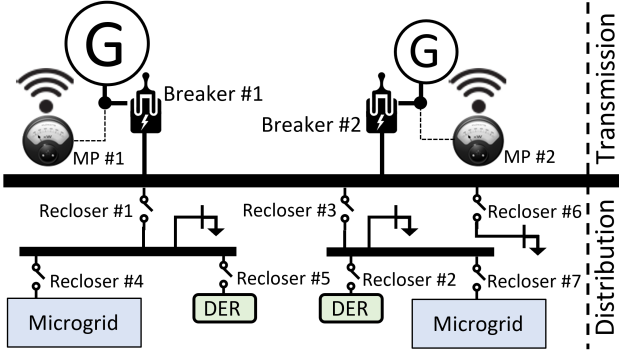 G
G
Breaker #1
Breaker #2
MP #1
MP #2
Transmission
Recloser #1
Recloser #3
Recloser #6
Recloser #4
Recloser #5
Recloser #2
Recloser #7
Distribution
Microgrid
DER
DER
Microgrid